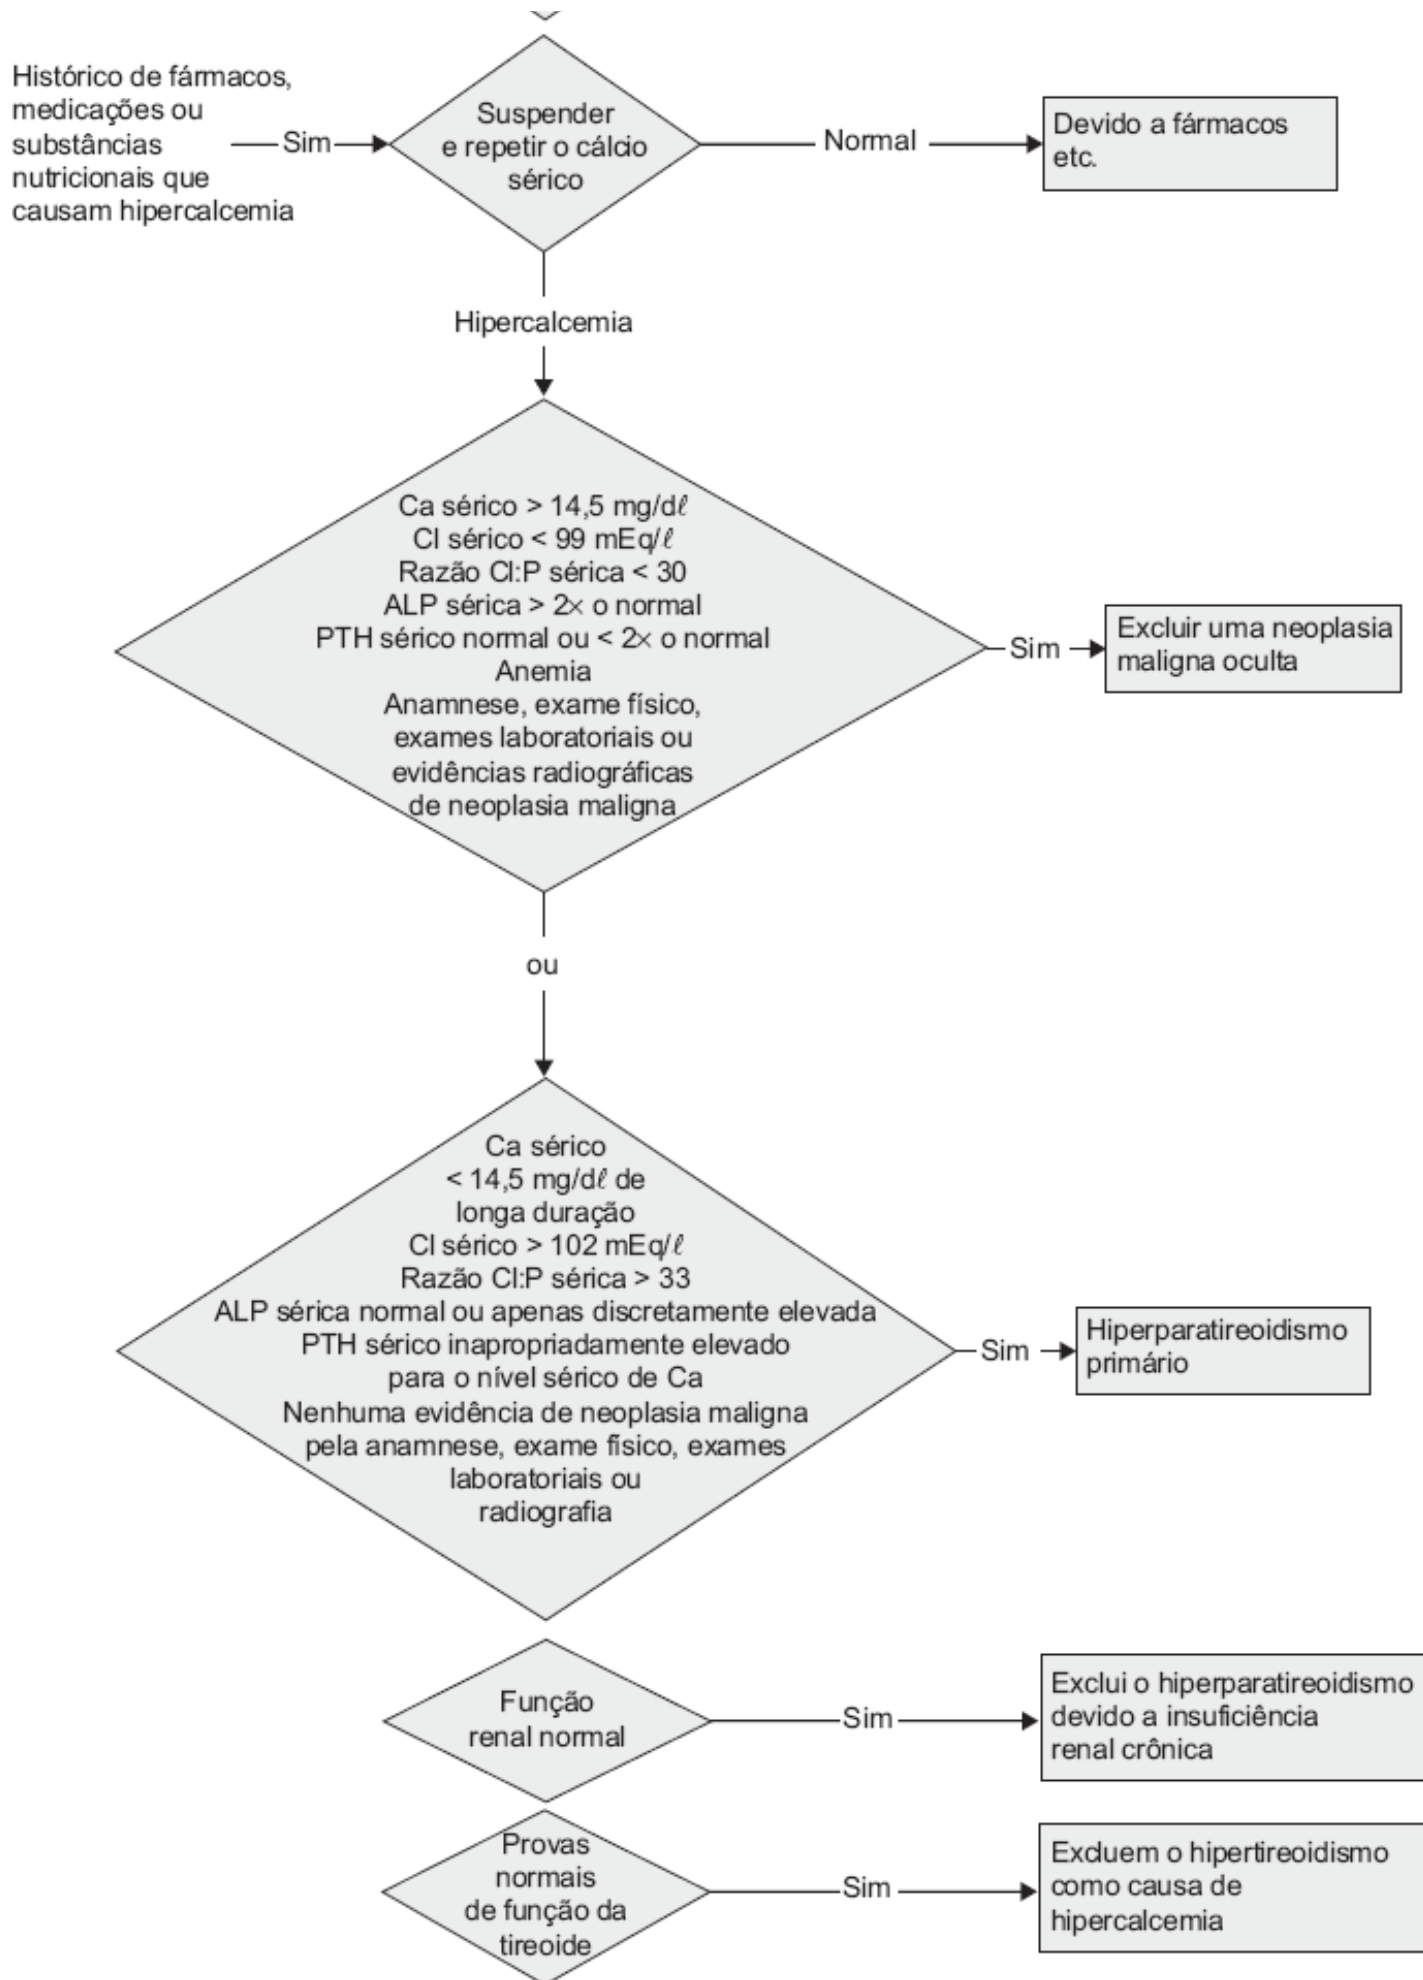 Histórico de fármacos,
medicações ou
substâncias
nutricionais que
causam hipercalcemia
Sim
Suspender
e repetir o cálcio
sérico
Normal
Devido a fármacos
etc.
Hipercalcemia
Ca sérico > 14,5 mg/dℓ
Cl sérico < 99 mEq/ℓ
Razão Cl:P sérica < 30
ALP sérica > 2× o normal
PTH sérico normal ou < 2× o normal
Anemia
Anamnese, exame físico,
exames laboratoriais ou
evidências radiográficas
de neoplasia maligna
Sim
Excluir uma neoplasia
maligna oculta
ou
Ca sérico
< 14,5 mg/dℓ de
longa duração
Cl sérico > 102 mEq/ℓ
Razão Cl:P sérica > 33
ALP sérica normal ou apenas discretamente elevada
PTH sérico inapropriadamente elevado
para o nível sérico de Ca
Nenhuma evidência de neoplasia maligna
pela anamnese, exame físico, exames
laboratoriais ou
radiografia
Sim
Hiperparatireoidismo
primário
Função
renal normal
Sim
Exclui o hiperparatireoidismo
devido a insuficiência
renal crônica
Provas
normais
de função da
tireoide
Sim
Excluem o hipertireoidismo
como causa de
hipercalcemia